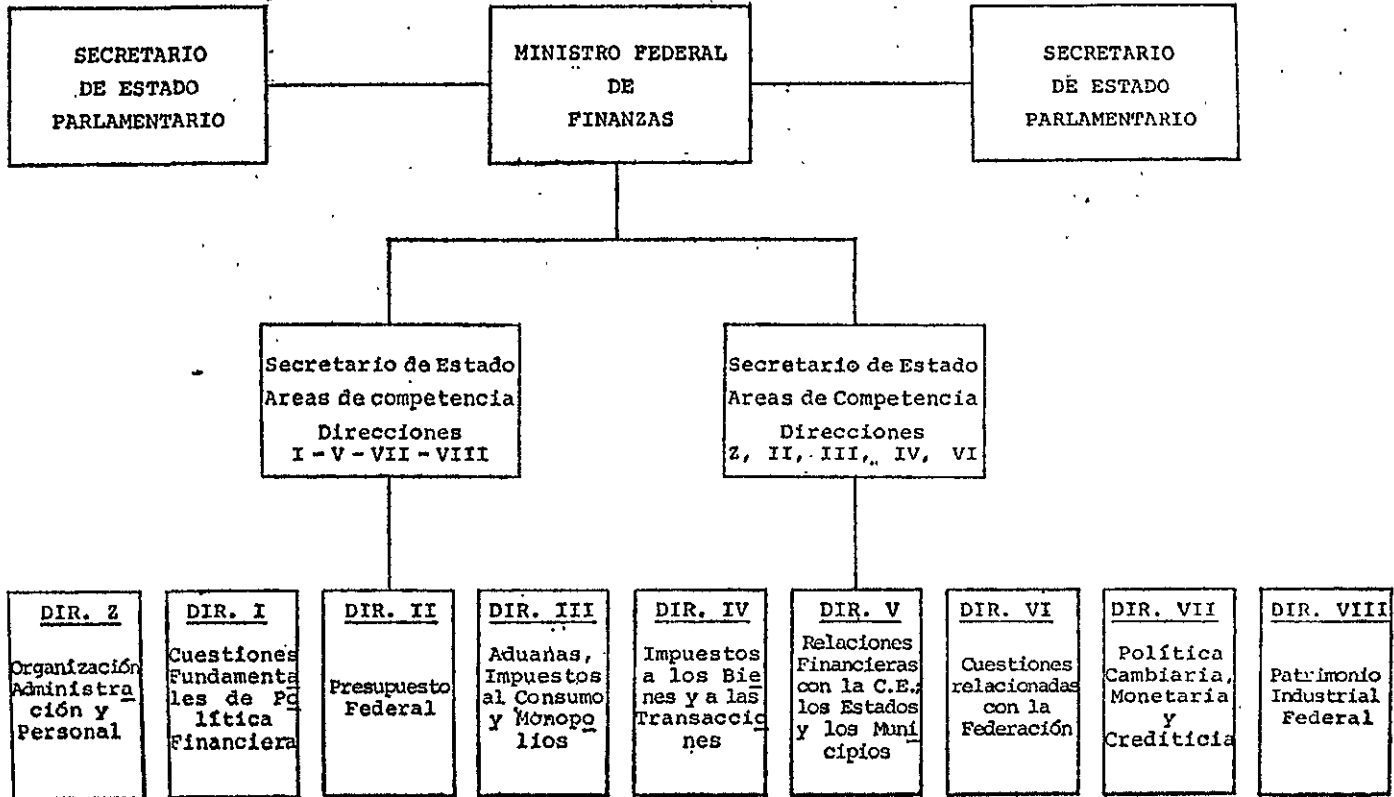 SECRETARIO
DE ESTADO
PARLAMENTARIO
MINISTRO FEDERAL
DE
FINANZAS
SECRETARIO
DE ESTADO
PARLAMENTARIO
Secretario de Estado
Areas de competencia
Direcciones
I - V - VII - VIII
Secretario de Estado
Areas de Competencia
Direcciones
Z, II, III, IV, VI
DIR. Z
Organización
Administra
ción y
Personal
DIR. I
Cuestiones
Fundamenta
les de Po
lítica
Financiera
DIR. II
Presupuesto
Federal
DIR. III
Aduanas,
Impuestos
al Consumo
y Monopo
lios
DIR. IV
Impuestos
a los Bie
nes y a las
Transaccio
nes
DIR. V
Relaciones
Financieras
con la C.E.;
los Estados
y los Muni
cipios
DIR. VI
Cuestiones
relacionadas
con la
Federación
DIR. VII
Política
Cambiaria,
Monetaria
y
Crediticia
DIR. VIII
Patrimonio
Industrial
Federal